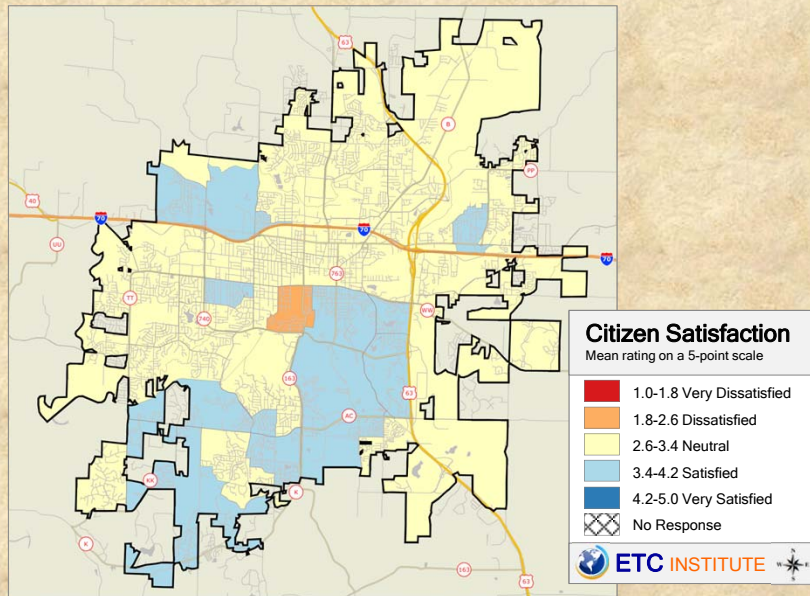 63
B
PP
40
70
UU
70
70
763
TT
WW
740
163
63
AC
KK
K
K
163
63
Citizen Satisfaction
Mean rating on a 5-point scale
1.0-1.8 Very Dissatisfied
1.8-2.6 Dissatisfied
2.6-3.4 Neutral
3.4-4.2 Satisfied
4.2-5.0 Very Satisfied
No Response
ETC INSTITUTE
N
W E
S